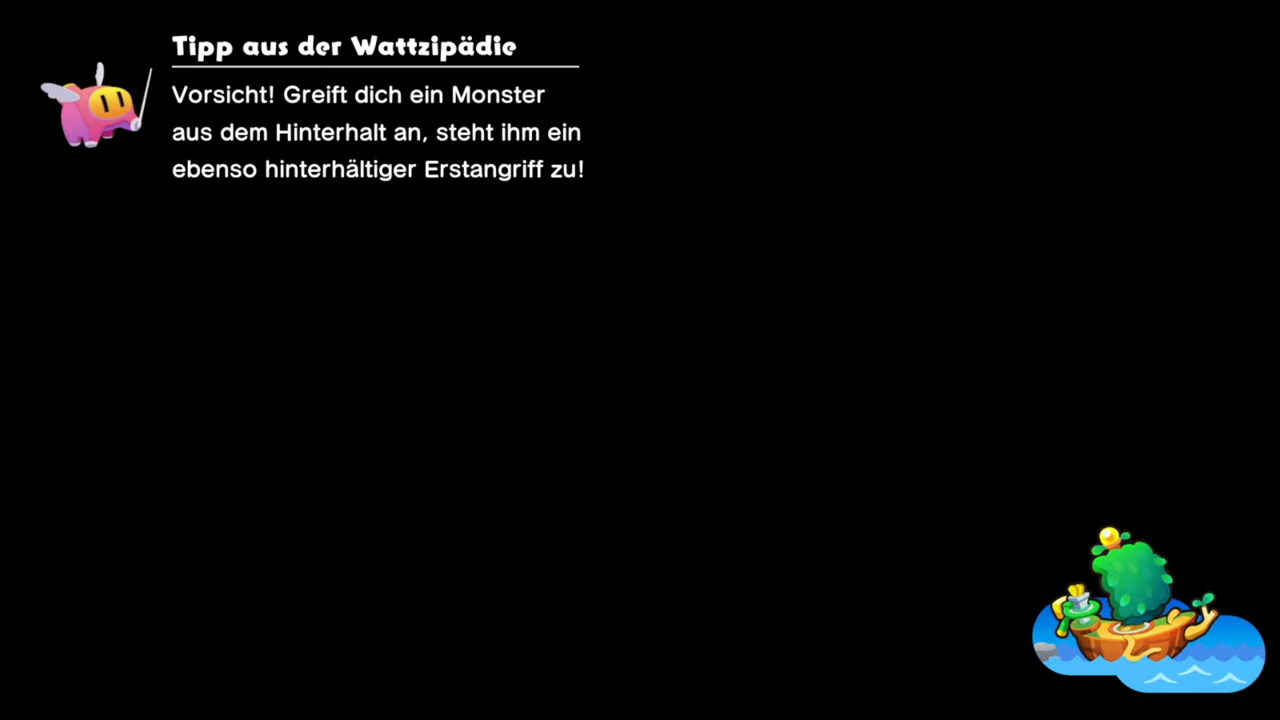 Tipp aus der Wattzipädie
Vorsicht! Greift dich ein Monster
aus dem Hinterhalt an, steht ihm ein
ebenso hinterhältiger Erstangriff zu!